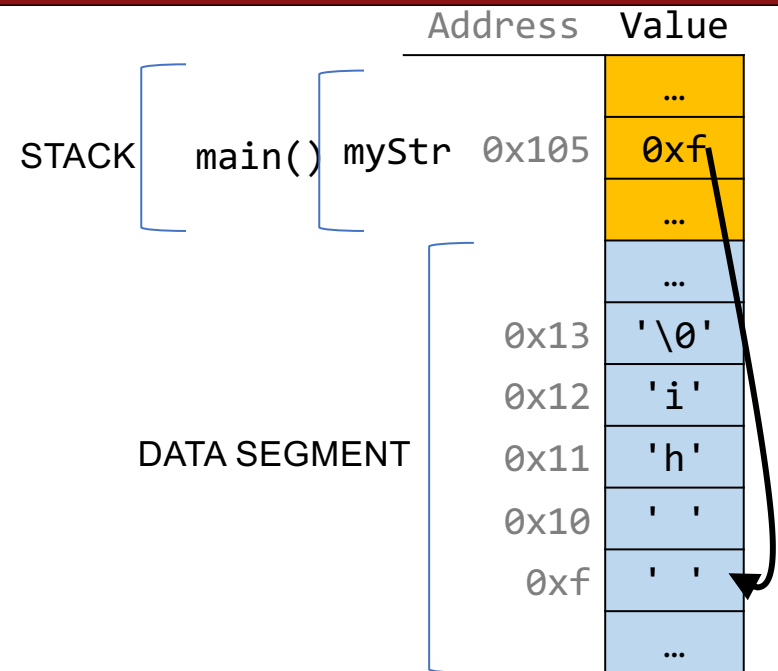 Address Value
…
STACK main() myStr 0x105 0xf
…
…
0x13 '\0'
0x12 'i'
DATA SEGMENT 0x11 'h'
0x10 ' '
0xf ' '
…